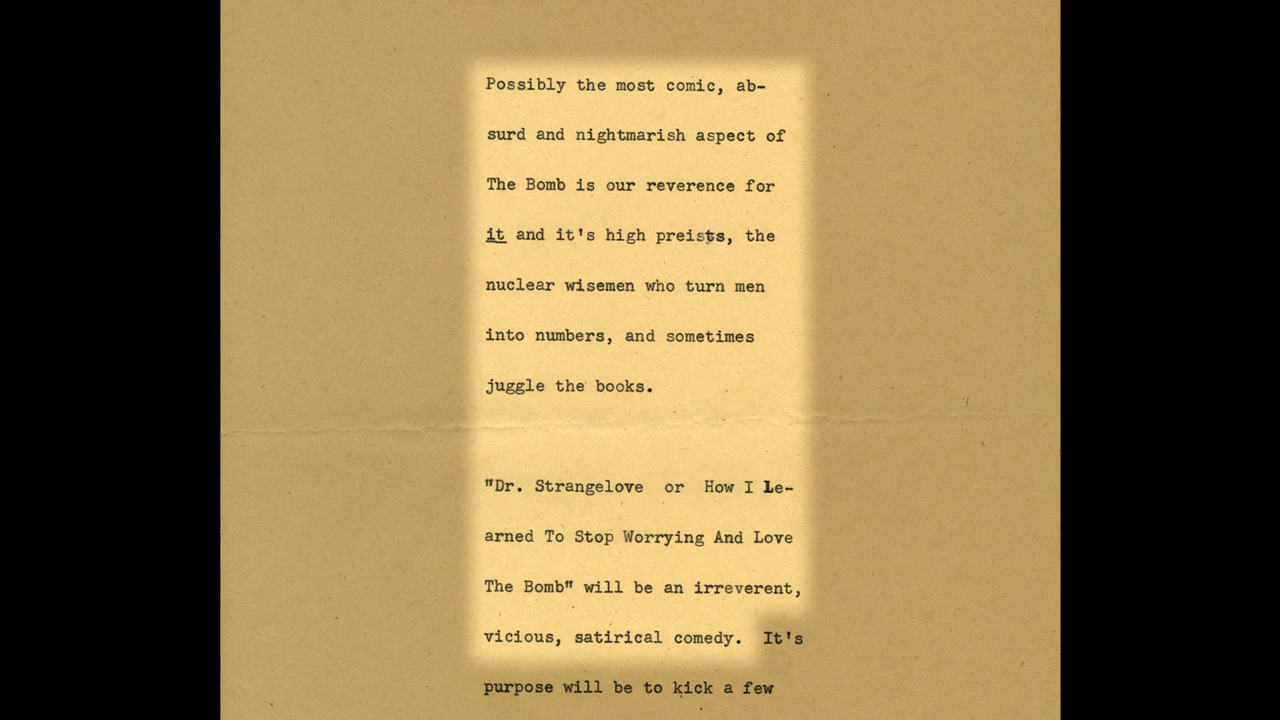 Possibly the most comic, ab-
surd and nightmarish aspect of
The Bomb is our reverence for
it and it's high preists, the
nuclear wisemen who turn men
into numbers, and sometimes
juggle the books.
"Dr. Strangelove or How I Le-
arned To Stop Worrying And Love
The Bomb" will be an irreverent,
vicious, satirical comedy. It's
purpose will be to kick a few